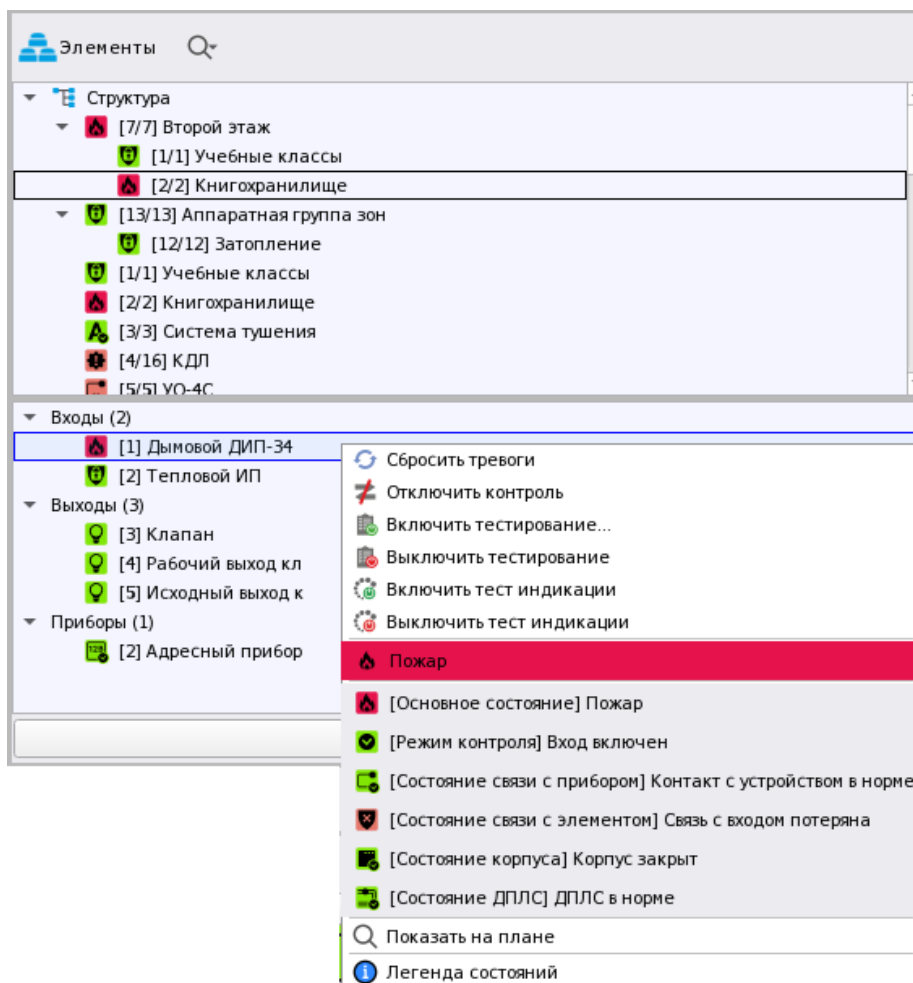 Элементы
Структура
[7/7] Второй этаж
[1/1] Учебные классы
[2/2] Книгохранилище
[13/13] Аппаратная группа зон
[12/12] Затопление
[1/1] Учебные классы
[2/2] Книгохранилище
[3/3] Система тушения
[4/16] КДЛ
[5/5] УО-4С
Входы (2)
[1] Дымовой ДИП-34
[2] Тепловой ИП
Выходы (3)
[3] Клапан
[4] Рабочий выход кл
[5] Исходный выход к
Приборы (1)
[2] Адресный прибор
Сбросить тревоги
Отключить контроль
Включить тестирование...
Выключить тестирование
Включить тест индикации
Выключить тест индикации
Пожар
[Основное состояние] Пожар
[Режим контроля] Вход включен
[Состояние связи с прибором] Контакт с устройством в норме
[Состояние связи с элементом] Связь с входом потеряна
[Состояние корпуса] Корпус закрыт
[Состояние ДПЛС] ДПЛС в норме
Показать на плане
Легенда состояний